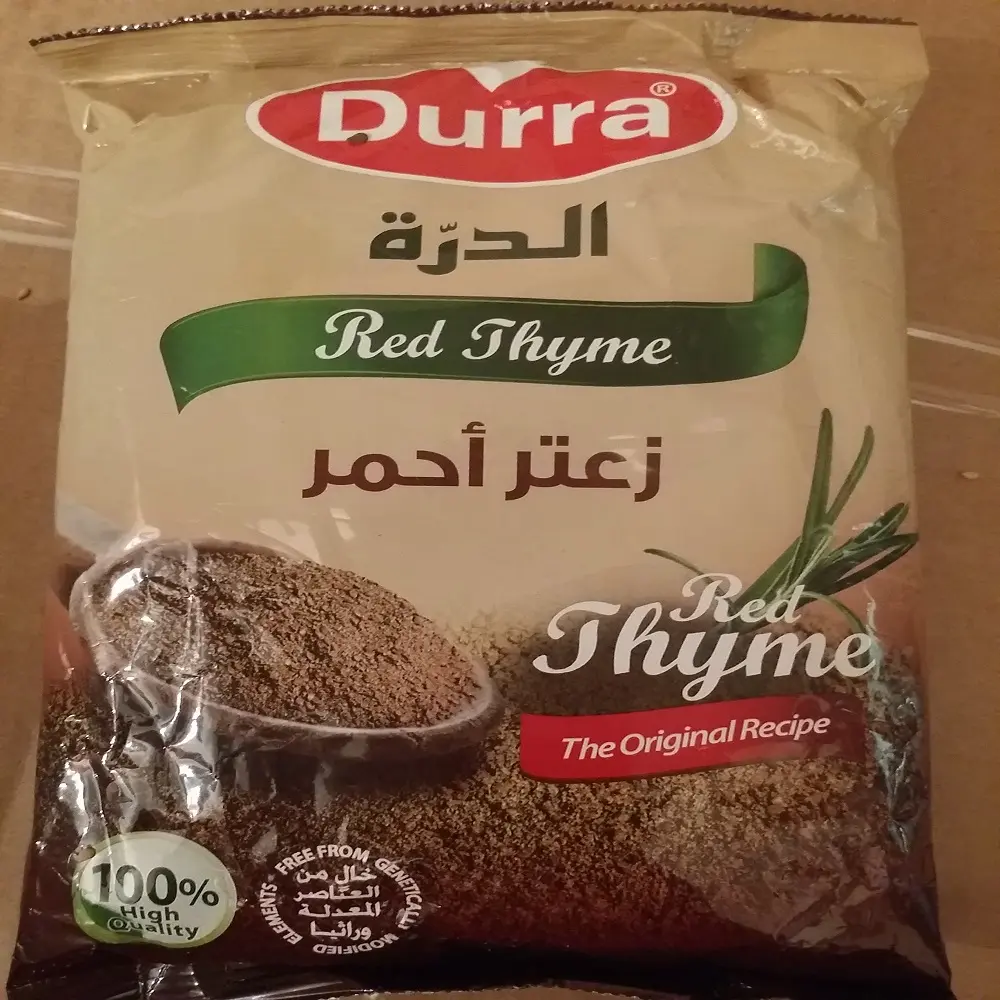 Durra®
الدرّة
Red Thyme
زعتر أحمر
Red
Thyme
The Original Recipe
100%
High
Quality
FREE FROM GENETICALLY MODIFIED ELEMENTS
خالٍ من
العناصر
المعدلة
وراثيا